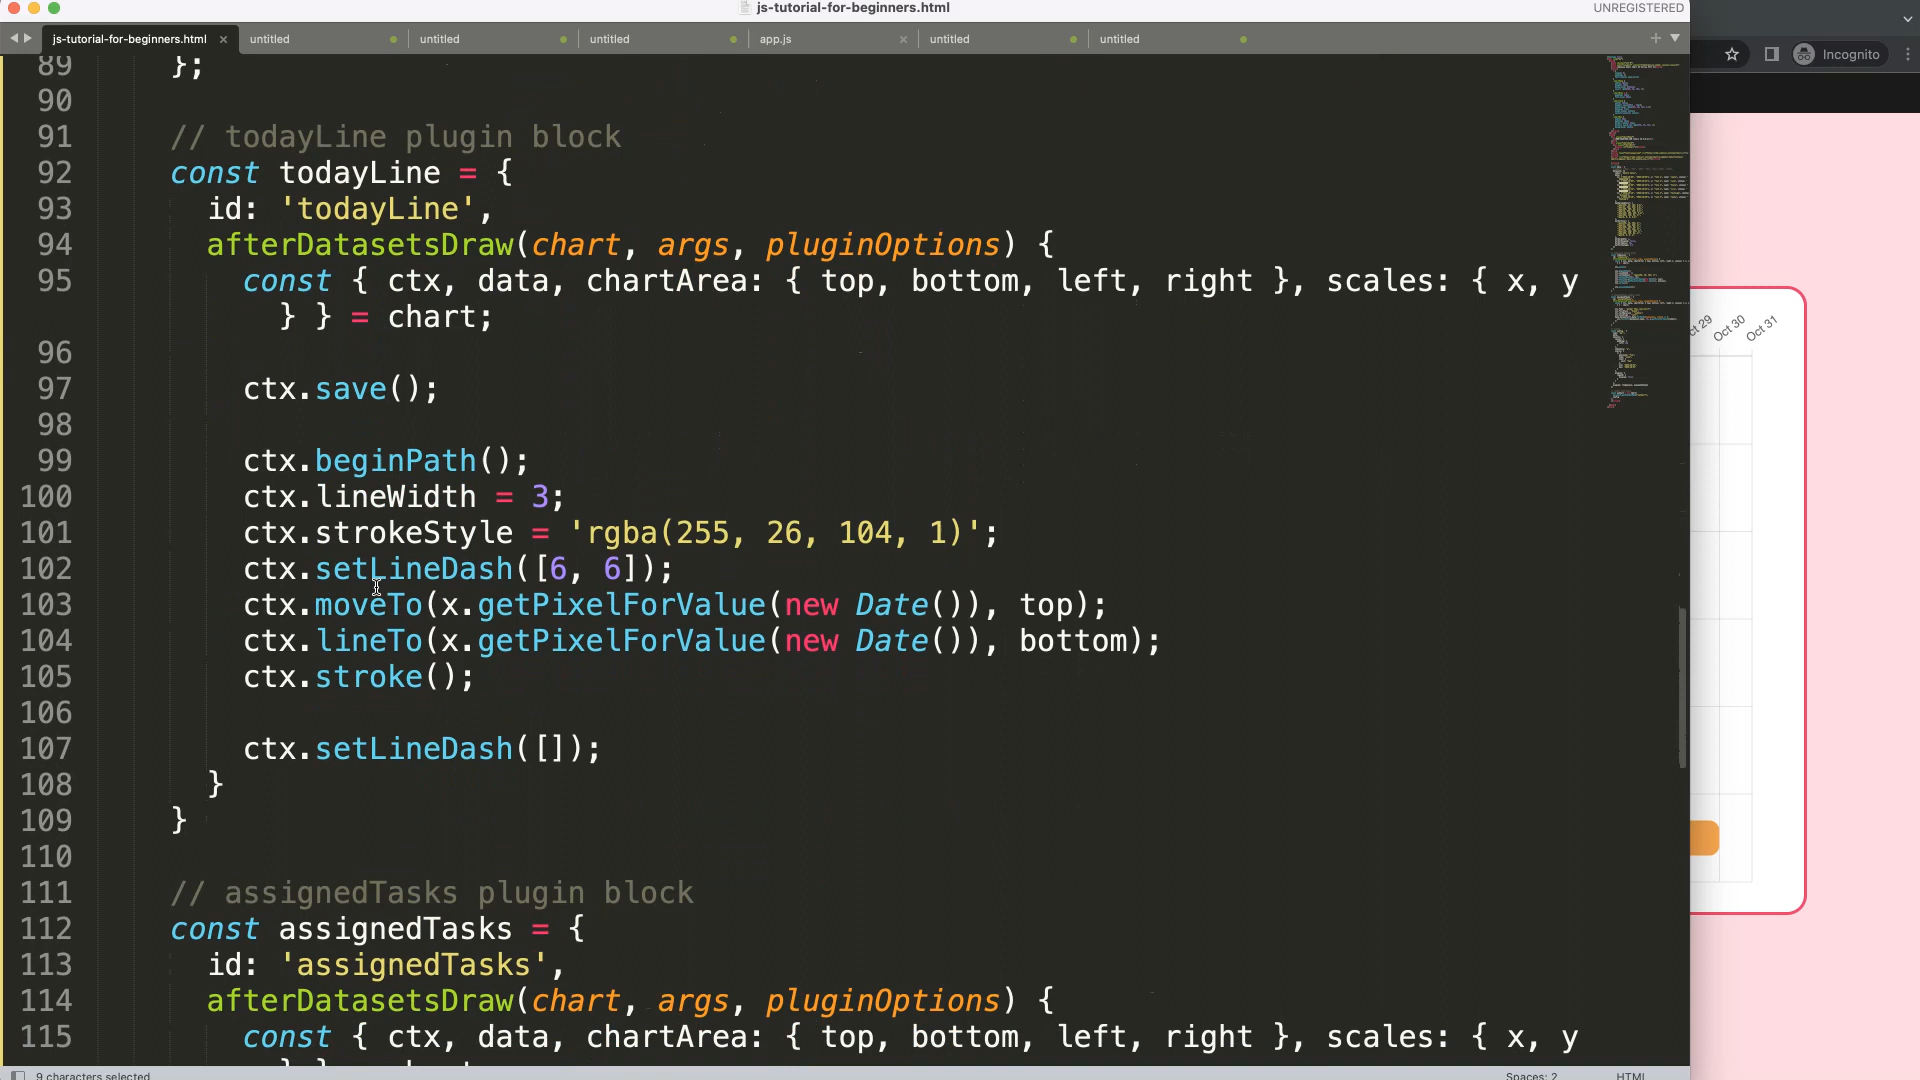 js-tutorial-for-beginners.html
UNREGISTERED
js-tutorial-for-beginners.html × untitled untitled untitled app.js × untitled untitled
Incognito
89 };
90
91 // todayLine plugin block
92 const todayLine = {
93 id: 'todayLine',
94 afterDatasetsDraw(chart, args, pluginOptions) {
95 const { ctx, data, chartArea: { top, bottom, left, right }, scales: { x, y
} } = chart;
96
97 ctx.save();
98
99 ctx.beginPath();
100 ctx.lineWidth = 3;
101 ctx.strokeStyle = 'rgba(255, 26, 104, 1)';
102 ctx.setLineDash([6, 6]);
103 ctx.moveTo(x.getPixelForValue(new Date()), top);
104 ctx.lineTo(x.getPixelForValue(new Date()), bottom);
105 ctx.stroke();
106
107 ctx.setLineDash([]);
108 }
109 }
110
111 // assignedTasks plugin block
112 const assignedTasks = {
113 id: 'assignedTasks',
114 afterDatasetsDraw(chart, args, pluginOptions) {
115 const { ctx, data, chartArea: { top, bottom, left, right }, scales: { x, y
29 Oct 30 Oct 31
9 characters selected
Spaces: 2
HTML